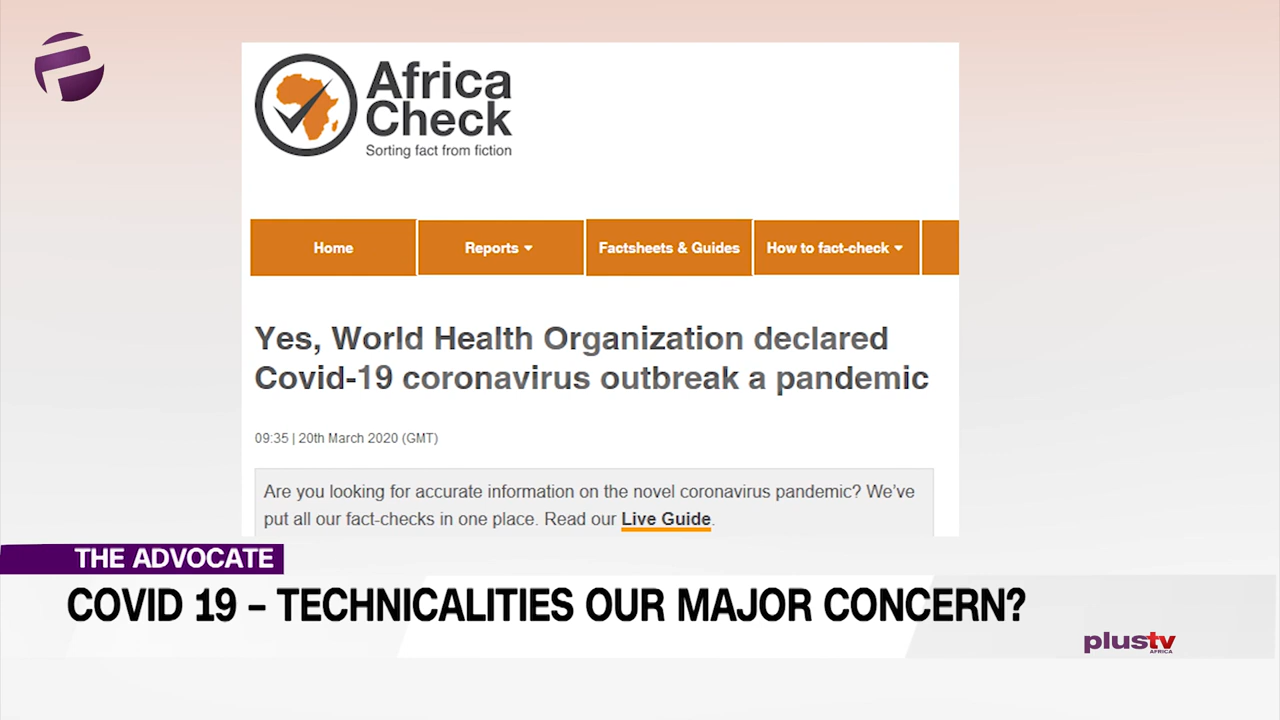 Africa
Check
Sorting fact from fiction
Home
Reports
Factsheets & Guides
How to fact-check
Yes, World Health Organization declared
Covid-19 coronavirus outbreak a pandemic
09:35 | 20th March 2020 (GMT)
Are you looking for accurate information on the novel coronavirus pandemic? We've
put all our fact-checks in one place. Read our Live Guide.
THE ADVOCATE
COVID 19 – TECHNICALITIES OUR MAJOR CONCERN?
plustv
AFRICA